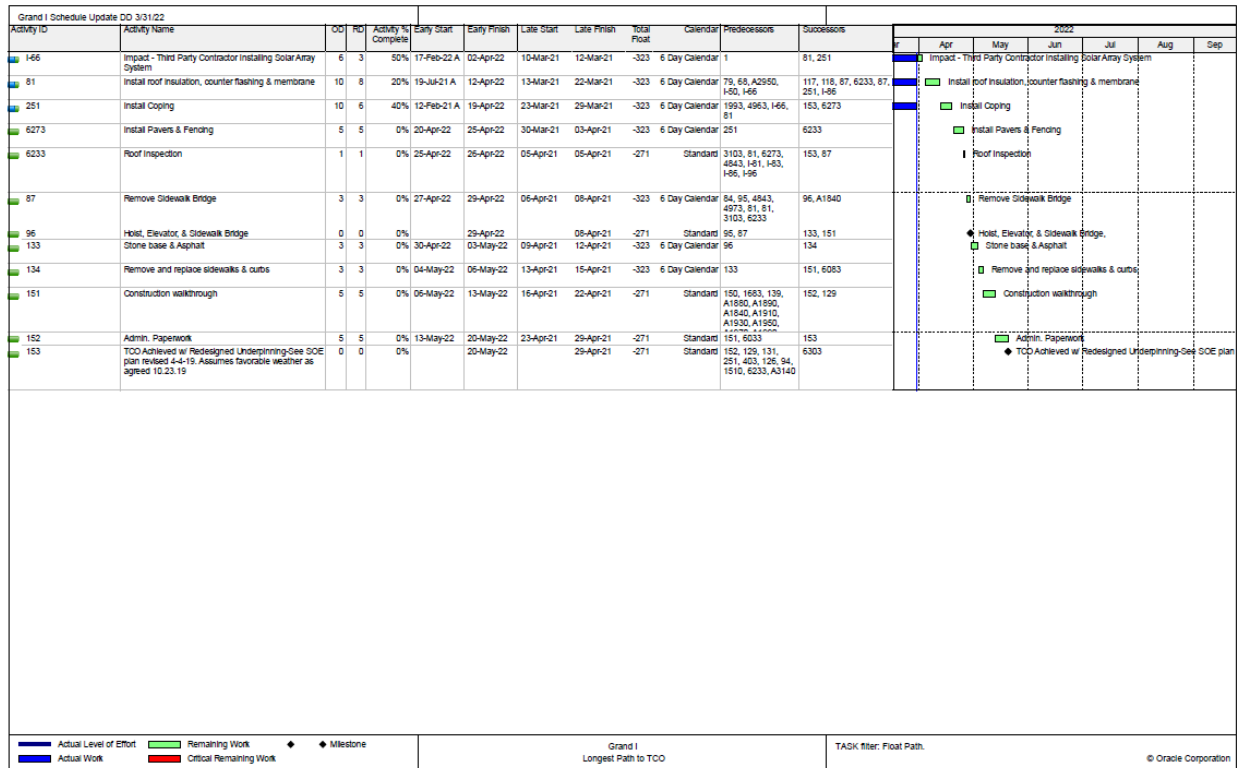 Grand I Schedule Update DD 3/31/22
Activity ID Activity Name OD RD Activity % Early Start Early Finish Late Start Late Finish Total Calendar Predecessors Successors 2022
Complete Float Apr May Jun Jul Aug Sep
I-66 Impact - Third Party Contractor Installing Solar Array 6 3 50% 17-Feb-22 A 02-Apr-22 10-Mar-21 12-Mar-21 -323 6 Day Calendar 1 81, 251 Impact - Third Party Contractor Installing Solar Array System
System
81 Install roof insulation, counter flashing & membrane 10 8 20% 19-Jul-21 A 12-Apr-22 13-Mar-21 22-Mar-21 -323 6 Day Calendar 79, 68, A2950, 117, 118, 87, 6233, 87, Install roof insulation, counter flashing & membrane
I-50, I-66 251, I-86
251 Install Coping 10 6 40% 12-Feb-21 A 19-Apr-22 23-Mar-21 29-Mar-21 -323 6 Day Calendar 1993, 4963, I-66, 153, 6273 Install Coping
81
6273 Install Pavers & Fencing 5 5 0% 20-Apr-22 25-Apr-22 30-Mar-21 03-Apr-21 -323 6 Day Calendar 251 6233 Install Pavers & Fencing
6233 Roof Inspection 1 1 0% 25-Apr-22 26-Apr-22 05-Apr-21 05-Apr-21 -271 Standard 3103, 81, 6273, 153, 87 Roof Inspection
4843, I-81, I-83,
I-86, I-96
87 Remove Sidewalk Bridge 3 3 0% 27-Apr-22 29-Apr-22 06-Apr-21 08-Apr-21 -323 6 Day Calendar 84, 95, 4843, 96, A1840 Remove Sidewalk Bridge
4973, 81, 81,
3103, 6233
96 Hoist, Elevator, & Sidewalk Bridge 0 0 0% 29-Apr-22 08-Apr-21 -271 Standard 95, 87 133, 151 Hoist, Elevator, & Sidewalk Bridge,
133 Stone base & Asphalt 3 3 0% 30-Apr-22 03-May-22 09-Apr-21 12-Apr-21 -323 6 Day Calendar 96 134 Stone base & Asphalt
134 Remove and replace sidewalks & curbs 3 3 0% 04-May-22 06-May-22 13-Apr-21 15-Apr-21 -323 6 Day Calendar 133 151, 6083 Remove and replace sidewalks & curbs
151 Construction walkthrough 5 5 0% 06-May-22 13-May-22 16-Apr-21 22-Apr-21 -271 Standard 150, 1683, 139, 152, 129 Construction walkthrough
A1880, A1890,
A1840, A1910,
A1930, A1950,
152 Admin. Paperwork 5 5 0% 13-May-22 20-May-22 23-Apr-21 29-Apr-21 -271 Standard 151, 6033 153 Admin. Paperwork
153 TCO Achieved w/ Redesigned Underpinning-See SOE 0 0 0% 20-May-22 29-Apr-21 -271 Standard 152, 129, 131, 6303 TCO Achieved w/ Redesigned Underpinning-See SOE plan
plan revised 4-4-19. Assumes favorable weather as 251, 403, 126, 94,
agreed 10.23.19 1510, 6233, A3140
Actual Level of Effort Remaining Work Milestone Grand I TASK filter: Float Path.
Actual Work Critical Remaining Work Longest Path to TCO © Oracle Corporation